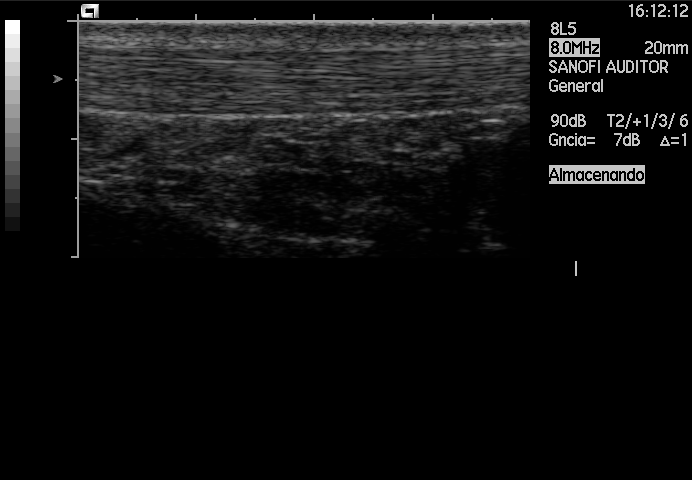 16:12:12
8L5
8.0MHz 20mm
SANOFI AUDITOR
General
90dB T2/+1/3/ 6
Gncia= 7dB Δ=1
Almacenando